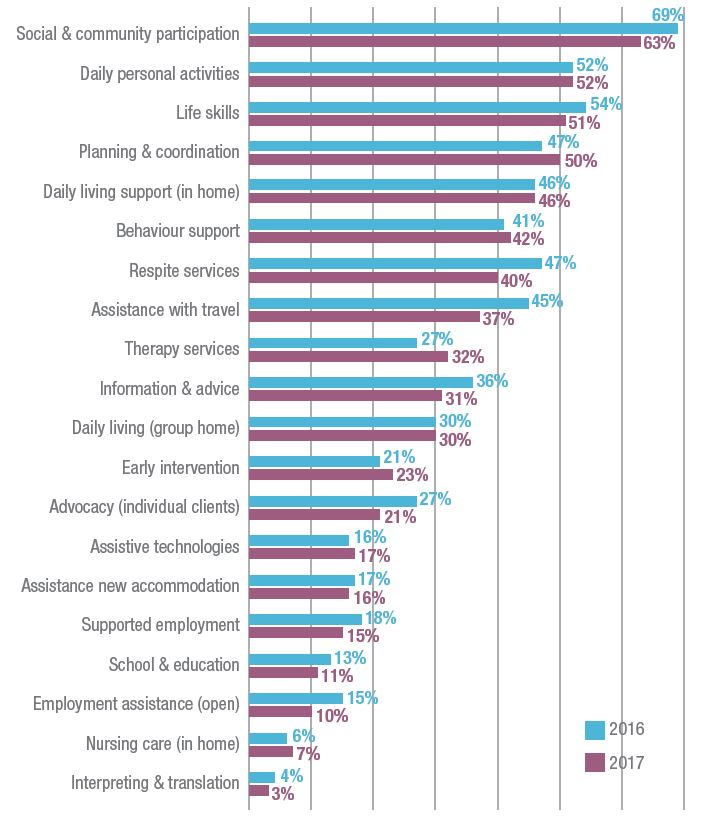 69%
Social & community participation
63%
Daily personal activities
52%
52%
Life skills
54%
51%
Planning & coordination
47%
50%
Daily living support (in home)
46%
46%
Behaviour support
41%
42%
Respite services
47%
40%
Assistance with travel
45%
37%
Therapy services
27%
32%
Information & advice
36%
31%
Daily living (group home)
30%
30%
Early intervention
21%
23%
Advocacy (individual clients)
27%
21%
Assistive technologies
16%
17%
Assistance new accommodation
17%
16%
Supported employment
18%
15%
School & education
13%
11%
Employment assistance (open)
15%
10%
Nursing care (in home)
6%
7%
Interpreting & translation
4%
3%
2016
2017